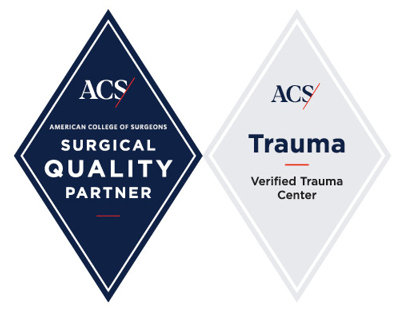 ACS
AMERICAN COLLEGE OF SURGEONS
SURGICAL
QUALITY
PARTNER
ACS
Trauma
Verified Trauma
Center